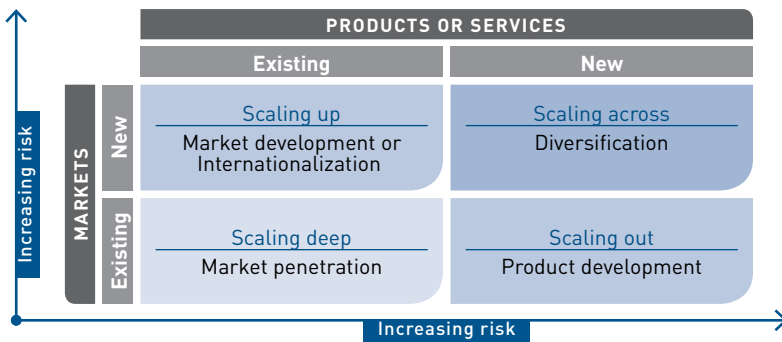 PRODUCTS OR SERVICES
Existing
New
Increasing risk
MARKETS
New
Scaling up
Market development or
Internationalization
Scaling across
Diversification
Existing
Scaling deep
Market penetration
Scaling out
Product development
Increasing risk